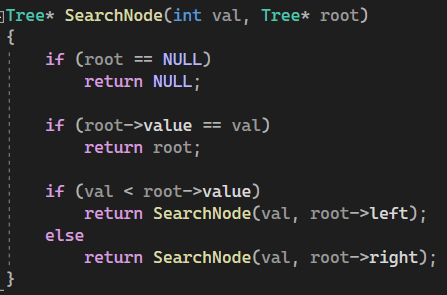 Tree* SearchNode(int val, Tree* root)
{
    if (root == NULL)
        return NULL;

    if (root->value == val)
        return root;

    if (val < root->value)
        return SearchNode(val, root->left);
    else
        return SearchNode(val, root->right);
}